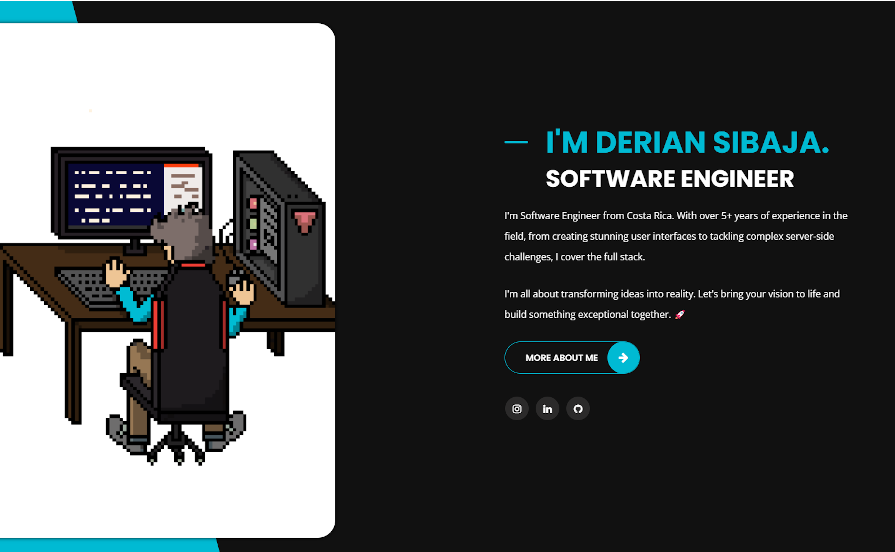 I'M DERIAN SIBAJA.
SOFTWARE ENGINEER
I'm Software Engineer from Costa Rica. With over 5+ years of experience in the
field, from creating stunning user interfaces to tackling complex server-side
challenges, I cover the full stack.
I'm all about transforming ideas into reality. Let's bring your vision to life and
build something exceptional together. 🚀
MORE ABOUT ME